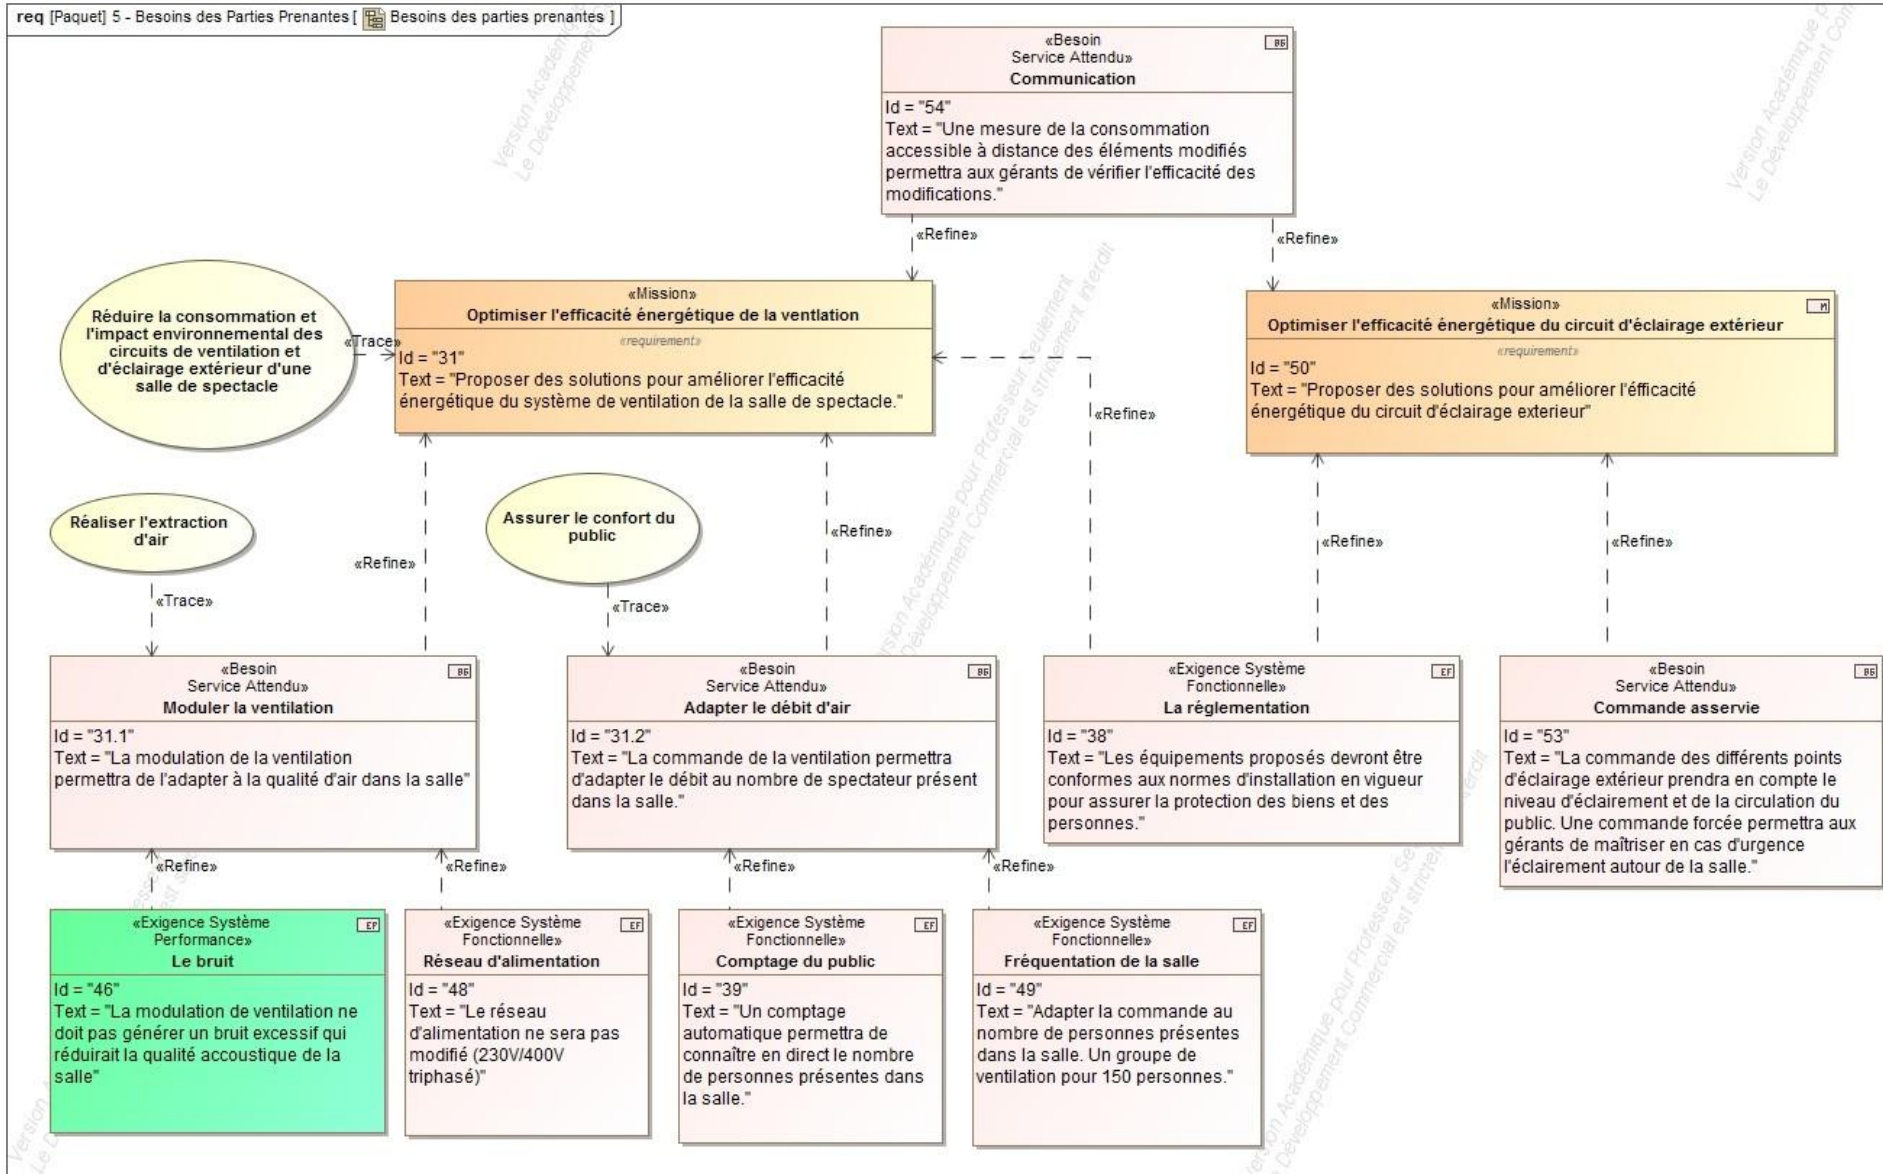 req [Paquet] 5 - Besoins des Parties Prenantes [ Besoins des parties prenantes ]
«Besoin
Service Attendu»
Communication
Id = "54"
Text = "Une mesure de la consommation
accessible à distance des éléments modifiés
permettra aux gérants de vérifier l'efficacité des
modifications."
«Refine»
«Refine»
Réduire la consommation et
l'impact environnemental des
circuits de ventilation et
d'éclairage extérieur d'une
salle de spectacle
«Trace»
«Mission»
Optimiser l'efficacité énergétique de la ventlation
«requirement»
Id = "31"
Text = "Proposer des solutions pour améliorer l'efficacité
énergétique du système de ventilation de la salle de spectacle."
«Mission»
Optimiser l'efficacité énergétique du circuit d'éclairage extérieur
«requirement»
Id = "50"
Text = "Proposer des solutions pour améliorer l'éfficacité
énergétique du circuit d'éclairage exterieur"
«Refine»
Réaliser l'extraction
d'air
Assurer le confort du
public
«Refine»
«Refine»
«Refine»
«Refine»
«Trace»
«Trace»
«Besoin
Service Attendu»
Moduler la ventilation
Id = "31.1"
Text = "La modulation de la ventilation
permettra de l'adapter à la qualité d'air dans la salle"
«Besoin
Service Attendu»
Adapter le débit d'air
Id = "31.2"
Text = "La commande de la ventilation permettra
d'adapter le débit au nombre de spectateur présent
dans la salle."
«Exigence Système
Fonctionnelle»
La réglementation
Id = "38"
Text = "Les équipements proposés devront être
conformes aux normes d'installation en vigueur
pour assurer la protection des biens et des
personnes."
«Besoin
Service Attendu»
Commande asservie
Id = "53"
Text = "La commande des différents points
d'éclairage extérieur prendra en compte le
niveau d'éclairement et de la circulation du
public. Une commande forcée permettra aux
gérants de maîtriser en cas d'urgence
l'éclairement autour de la salle."
«Refine»
«Refine»
«Refine»
«Refine»
«Exigence Système
Performance»
Le bruit
Id = "46"
Text = "La modulation de ventilation ne
doit pas générer un bruit excessif qui
réduirait la qualité accoustique de la
salle"
«Exigence Système
Fonctionnelle»
Réseau d'alimentation
Id = "48"
Text = "Le réseau
d'alimentation ne sera pas
modifié (230V/400V
triphasé)"
«Exigence Système
Fonctionnelle»
Comptage du public
Id = "39"
Text = "Un comptage
automatique permettra de
connaître en direct le nombre
de personnes présentes dans
la salle."
«Exigence Système
Fonctionnelle»
Fréquentation de la salle
Id = "49"
Text = "Adapter la commande au
nombre de personnes présentes
dans la salle. Un groupe de
ventilation pour 150 personnes."